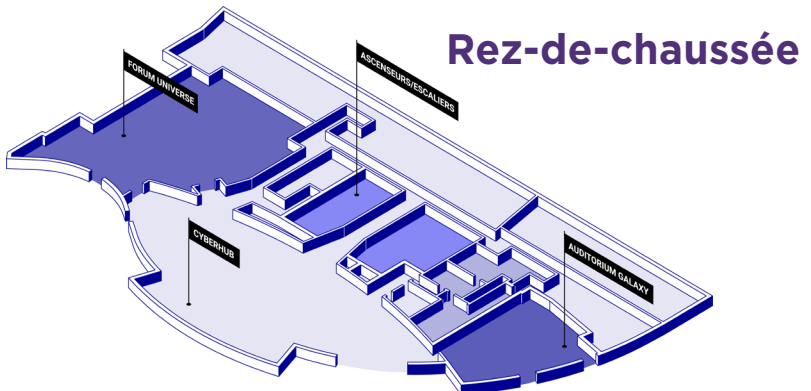 Rez-de-chaussée
FORUM UNIVERSE
ASCENSEURS/ESCALIERS
CYBERHUB
AUDITORIUM GALAXY